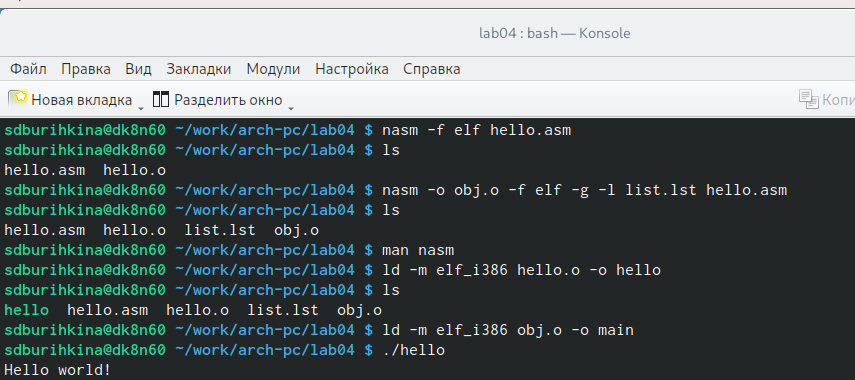 lab04 : bash — Konsole
Файл Правка Вид Закладки Модули Настройка Справка
Новая вкладка Разделить окно Копи
sdburihkina@dk8n60 ~/work/arch-pc/lab04 $ nasm -f elf hello.asm
sdburihkina@dk8n60 ~/work/arch-pc/lab04 $ ls
hello.asm  hello.o
sdburihkina@dk8n60 ~/work/arch-pc/lab04 $ nasm -o obj.o -f elf -g -l list.lst hello.asm
sdburihkina@dk8n60 ~/work/arch-pc/lab04 $ ls
hello.asm  hello.o  list.lst  obj.o
sdburihkina@dk8n60 ~/work/arch-pc/lab04 $ man nasm
sdburihkina@dk8n60 ~/work/arch-pc/lab04 $ ld -m elf_i386 hello.o -o hello
sdburihkina@dk8n60 ~/work/arch-pc/lab04 $ ls
hello  hello.asm  hello.o  list.lst  obj.o
sdburihkina@dk8n60 ~/work/arch-pc/lab04 $ ld -m elf_i386 obj.o -o main
sdburihkina@dk8n60 ~/work/arch-pc/lab04 $ ./hello
Hello world!